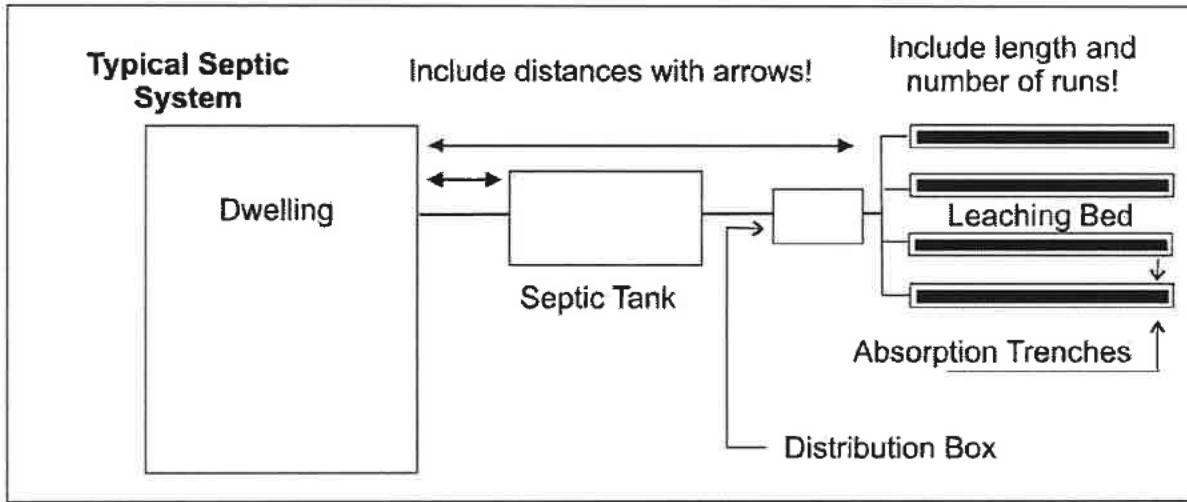 Typical Septic
System
Include distances with arrows!
Include length and
number of runs!
Dwelling
Septic Tank
Leaching Bed
Absorption Trenches
Distribution Box